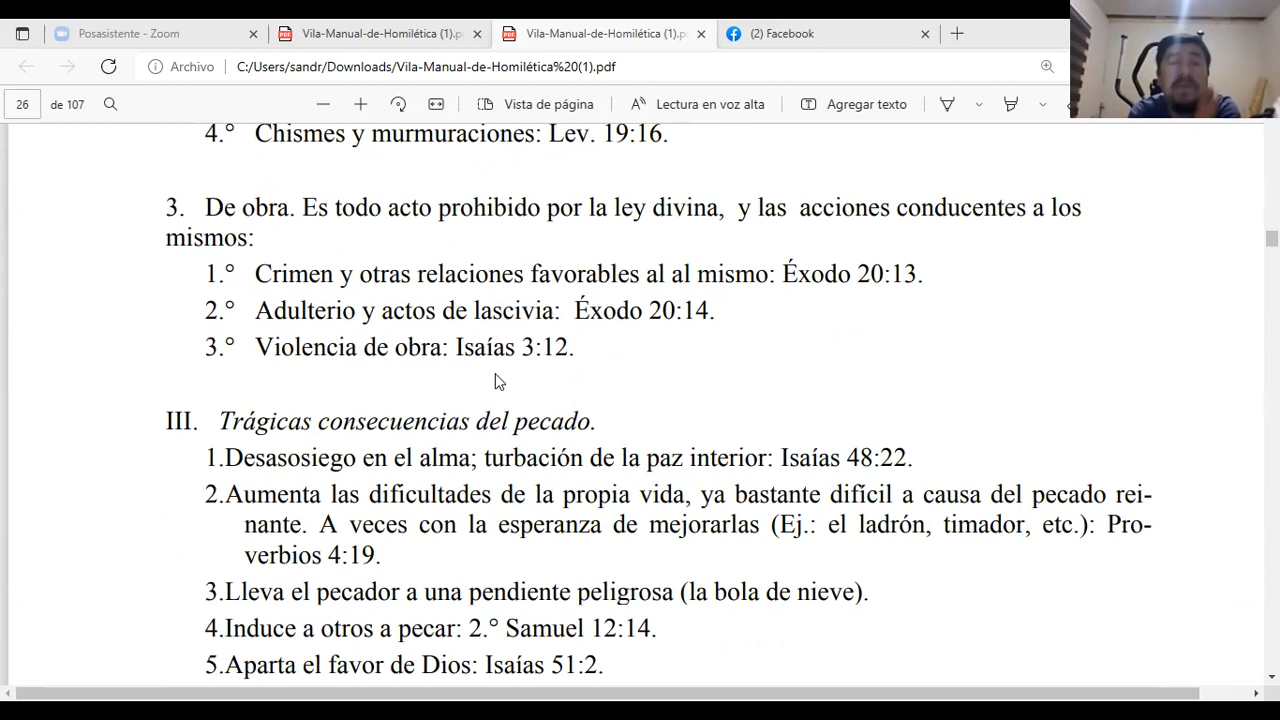 Posasistente - Zoom
Vila-Manual-de-Homilética (1).p
Vila-Manual-de-Homilética (1).p
(2) Facebook
Archivo
C:/Users/sandr/Downloads/Vila-Manual-de-Homilética%20(1).pdf
26 de 107
Vista de página
Lectura en voz alta
Agregar texto
4.° Chismes y murmuraciones: Lev. 19:16.
3. De obra. Es todo acto prohibido por la ley divina, y las acciones conducentes a los
mismos:
1.° Crimen y otras relaciones favorables al al mismo: Éxodo 20:13.
2.° Adulterio y actos de lascivia: Éxodo 20:14.
3.° Violencia de obra: Isaías 3:12.
III. Trágicas consecuencias del pecado.
1.Desasosiego en el alma; turbación de la paz interior: Isaías 48:22.
2.Aumenta las dificultades de la propia vida, ya bastante difícil a causa del pecado rei-
nante. A veces con la esperanza de mejorarlas (Ej.: el ladrón, timador, etc.): Pro-
verbios 4:19.
3.Lleva el pecador a una pendiente peligrosa (la bola de nieve).
4.Induce a otros a pecar: 2.° Samuel 12:14.
5.Aparta el favor de Dios: Isaías 51:2.